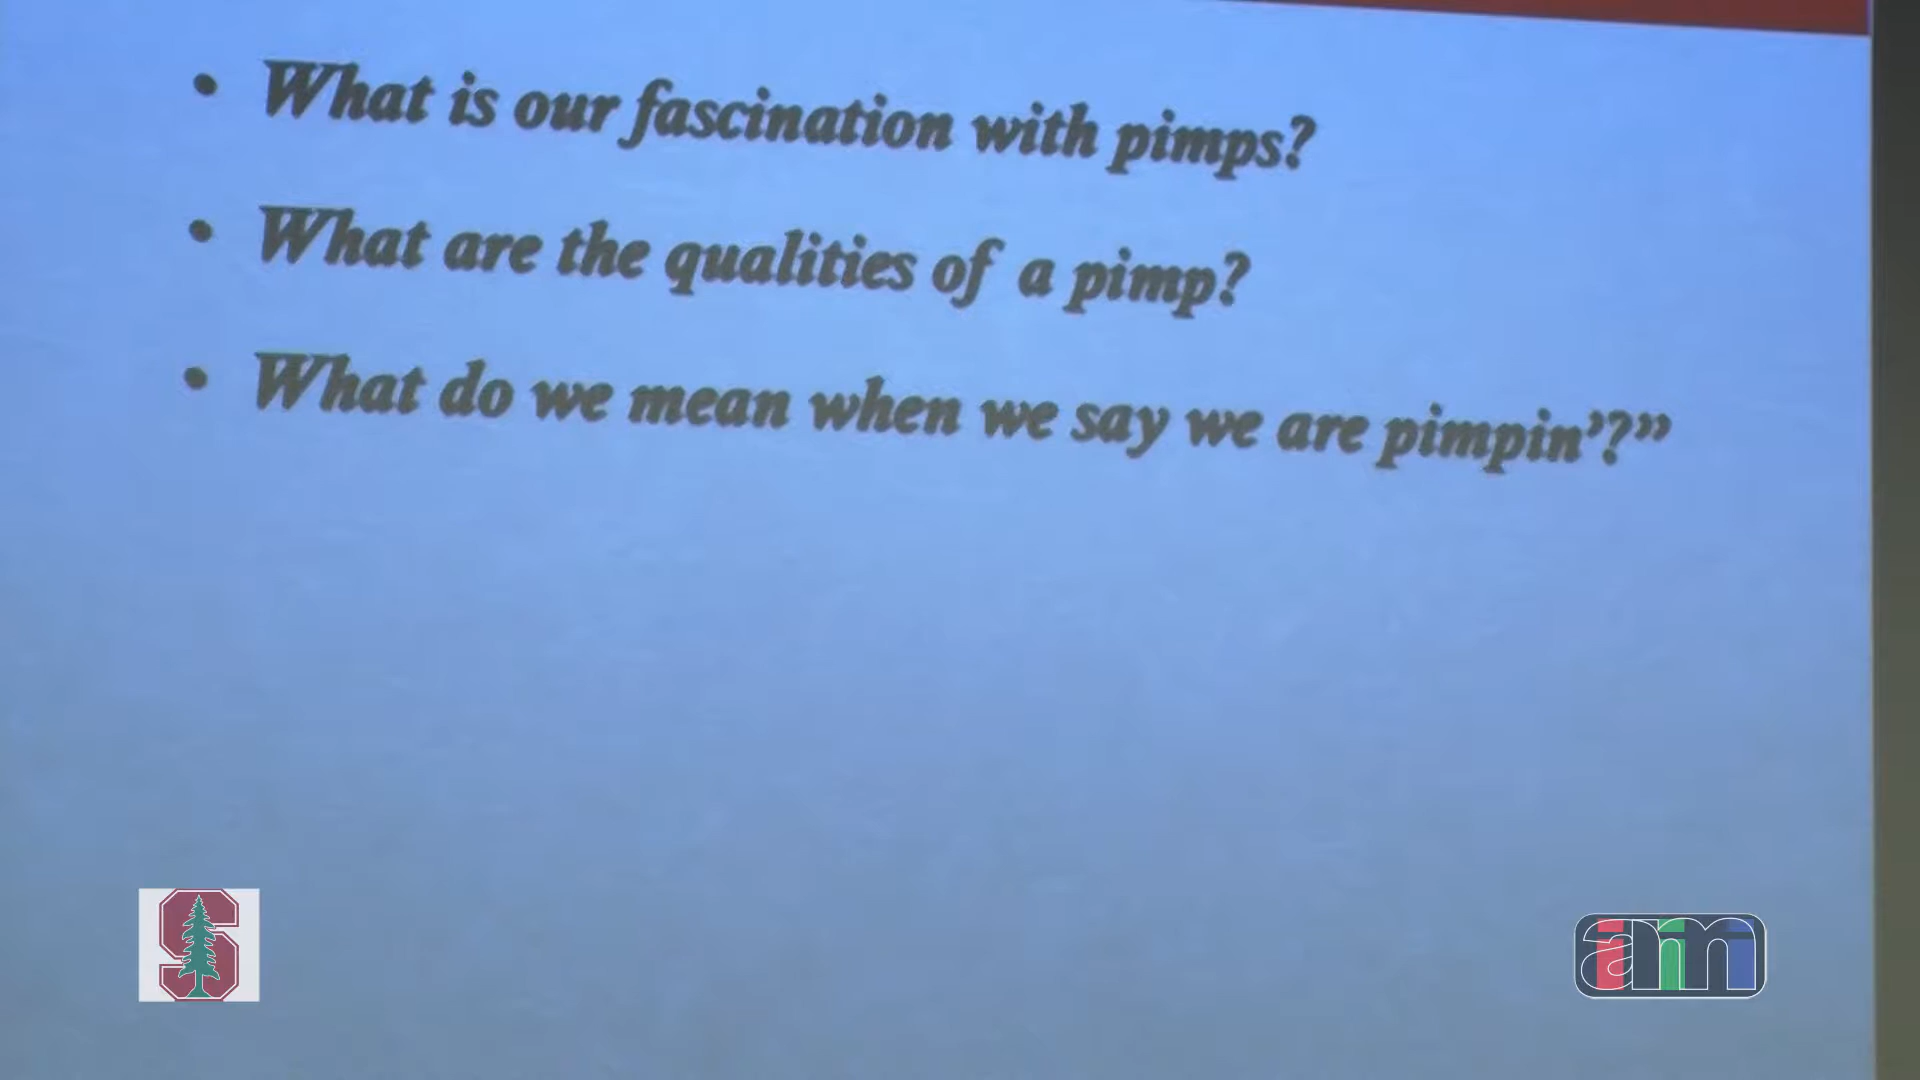 • What is our fascination with pimps?
• What are the qualities of a pimp?
• What do we mean when we say we are pimpin’?”
S
am